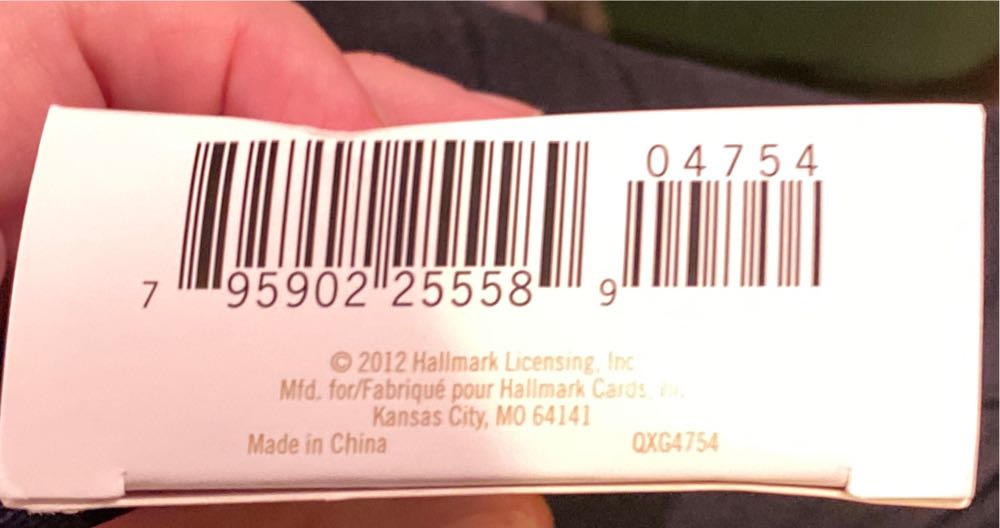 04754
7 95902 25558 9
© 2012 Hallmark Licensing, Inc
Mfd. for/Fabriqué pour Hallmark Cards,
Kansas City, MO 64141
Made in China QXG4754